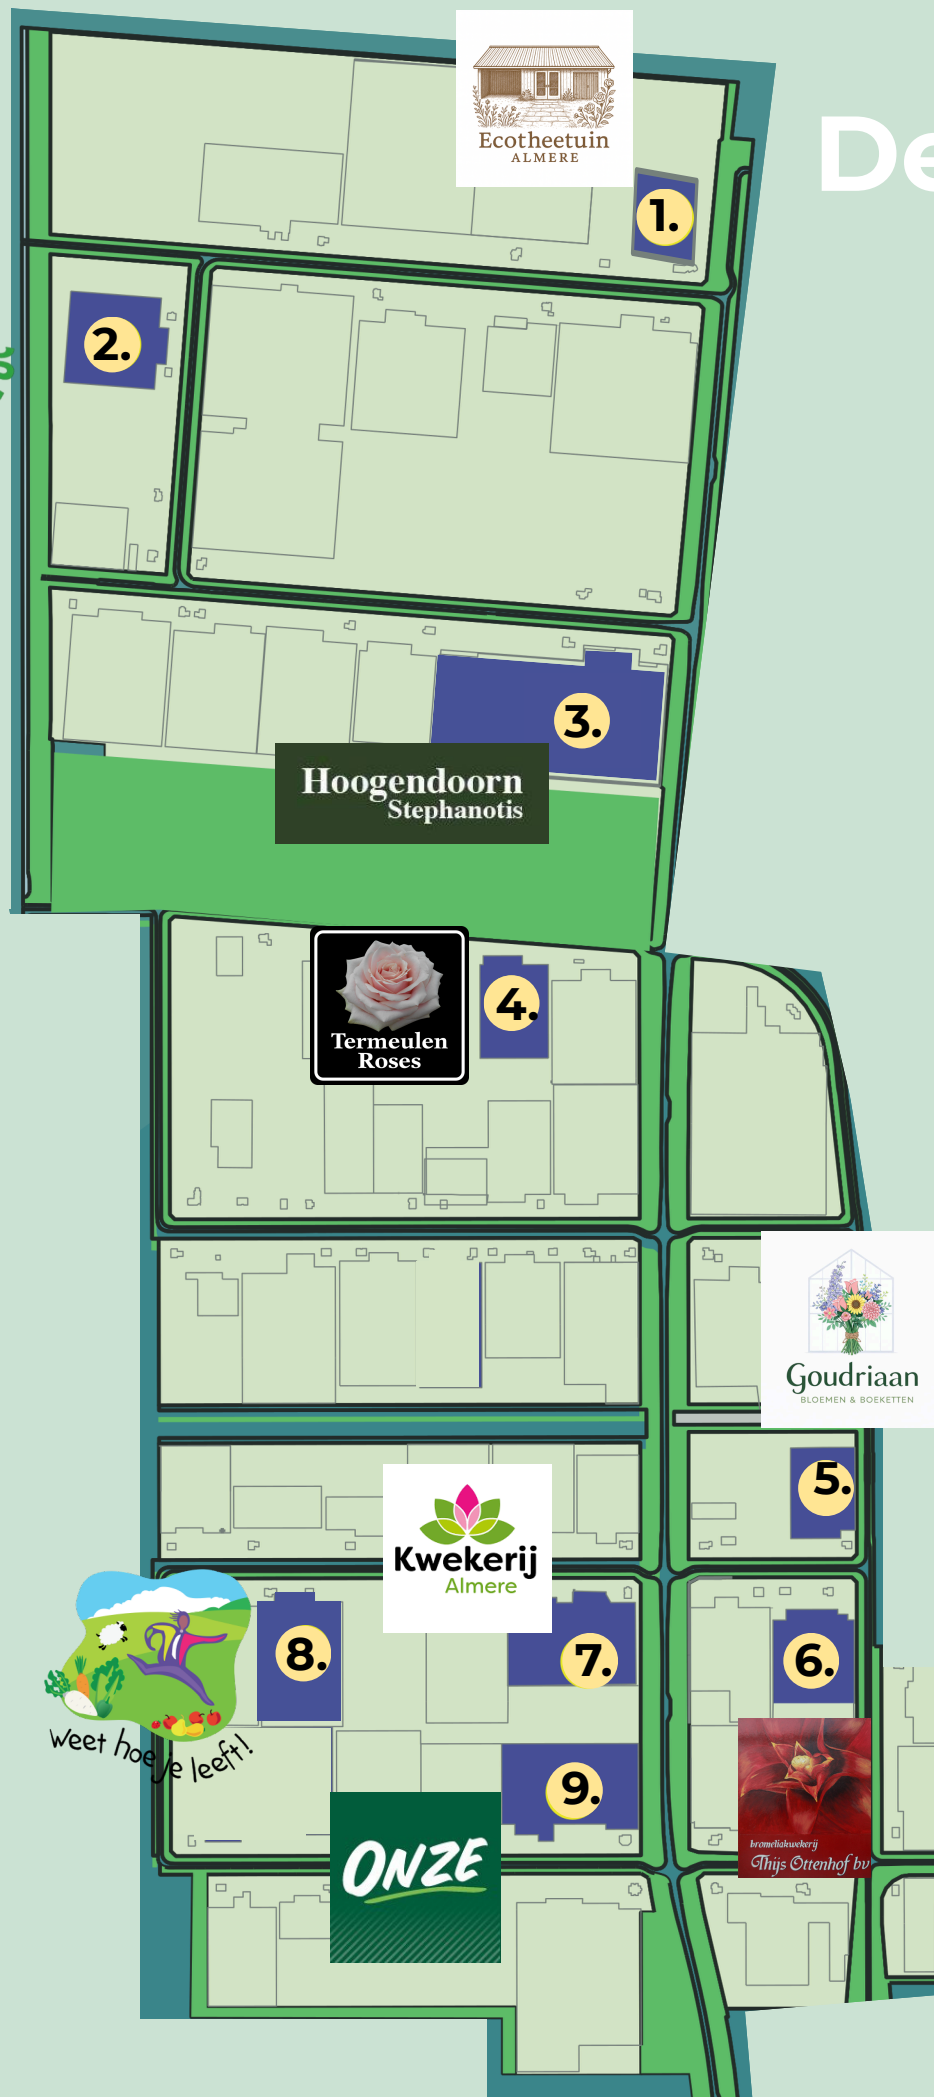 Ecotheetuin
ALMERE
De
1.
2.
3.
Hoogendoorn
Stephanotis
4.
Termeulen
Roses
Goudriaan
BLOEMEN & BOEKETTEN
5.
Kwekerij
Almere
8.
7.
6.
weet hoe je leeft!
9.
bromeliakwekerij
Thijs Ottenhof bv
ONZE